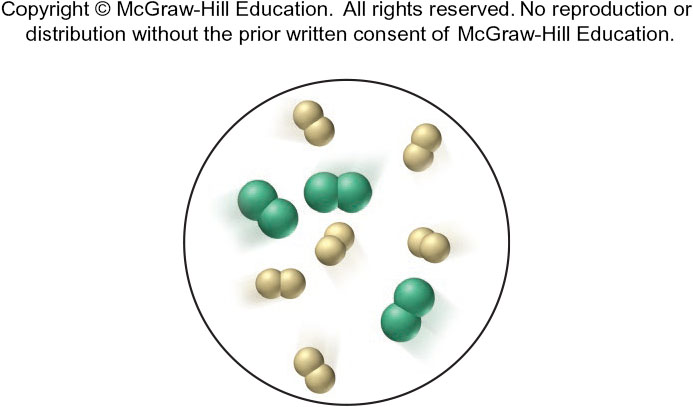 Copyright © McGraw-Hill Education. All rights reserved. No reproduction or
distribution without the prior written consent of McGraw-Hill Education.